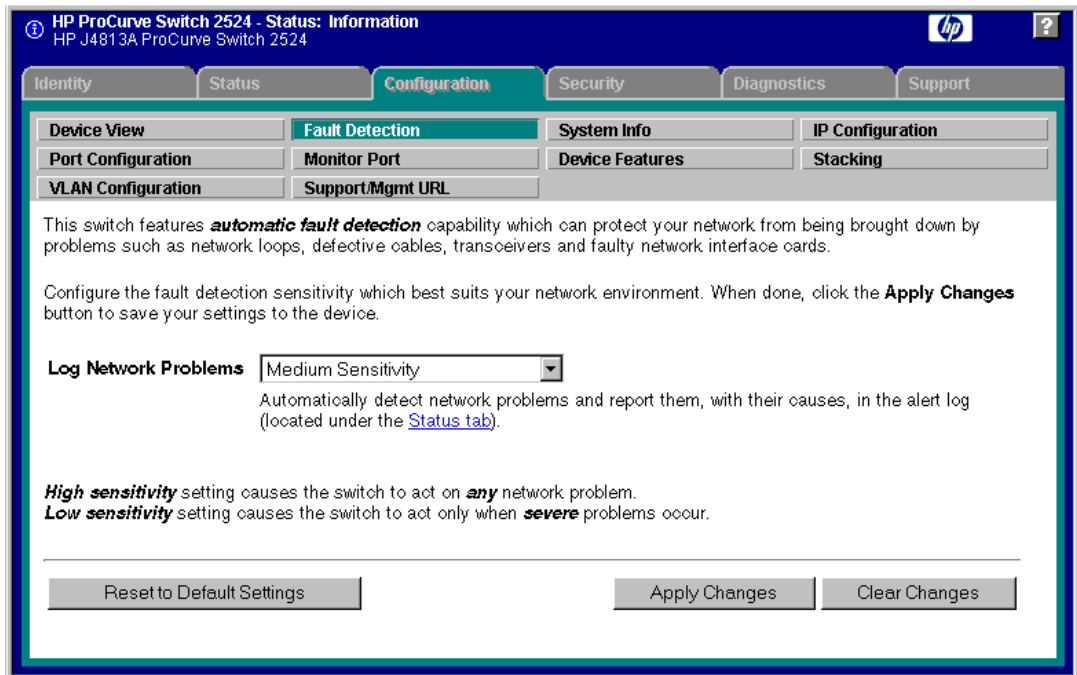 HP ProCurve Switch 2524 - Status: Information
HP J4813A ProCurve Switch 2524
hp
?
Identity Status Configuration Security Diagnostics Support
Device View Fault Detection System Info IP Configuration
Port Configuration Monitor Port Device Features Stacking
VLAN Configuration Support/Mgmt URL
This switch features automatic fault detection capability which can protect your network from being brought down by
problems such as network loops, defective cables, transceivers and faulty network interface cards.
Configure the fault detection sensitivity which best suits your network environment. When done, click the Apply Changes
button to save your settings to the device.
Log Network Problems Medium Sensitivity
Automatically detect network problems and report them, with their causes, in the alert log
(located under the Status tab).
High sensitivity setting causes the switch to act on any network problem.
Low sensitivity setting causes the switch to act only when severe problems occur.
Reset to Default Settings Apply Changes Clear Changes